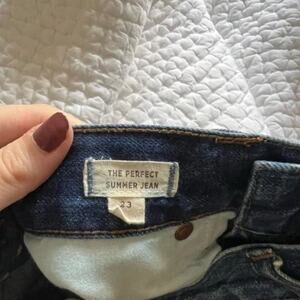 THE PERFECT
SUMMER JEAN
23